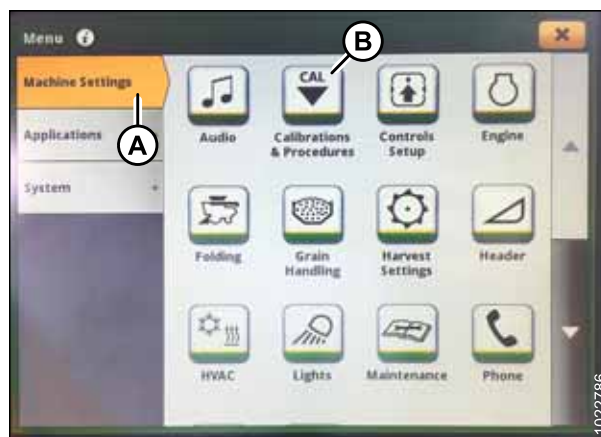 Menu i
B
Machine Settings
A
Applications
System
CAL
Audio
Calibrations
& Procedures
Controls
Setup
Engine
Folding
Grain
Handling
Harvest
Settings
Header
HVAC
Lights
Maintenance
Phone
1022786